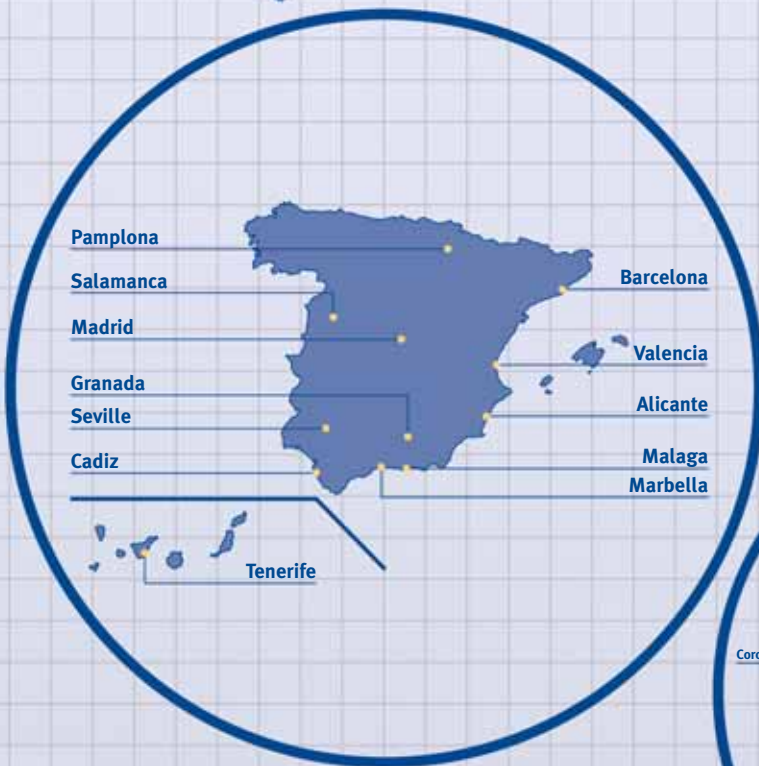 Pamplona
Salamanca
Madrid
Granada
Seville
Cadiz
Barcelona
Valencia
Alicante
Malaga
Marbella
Tenerife